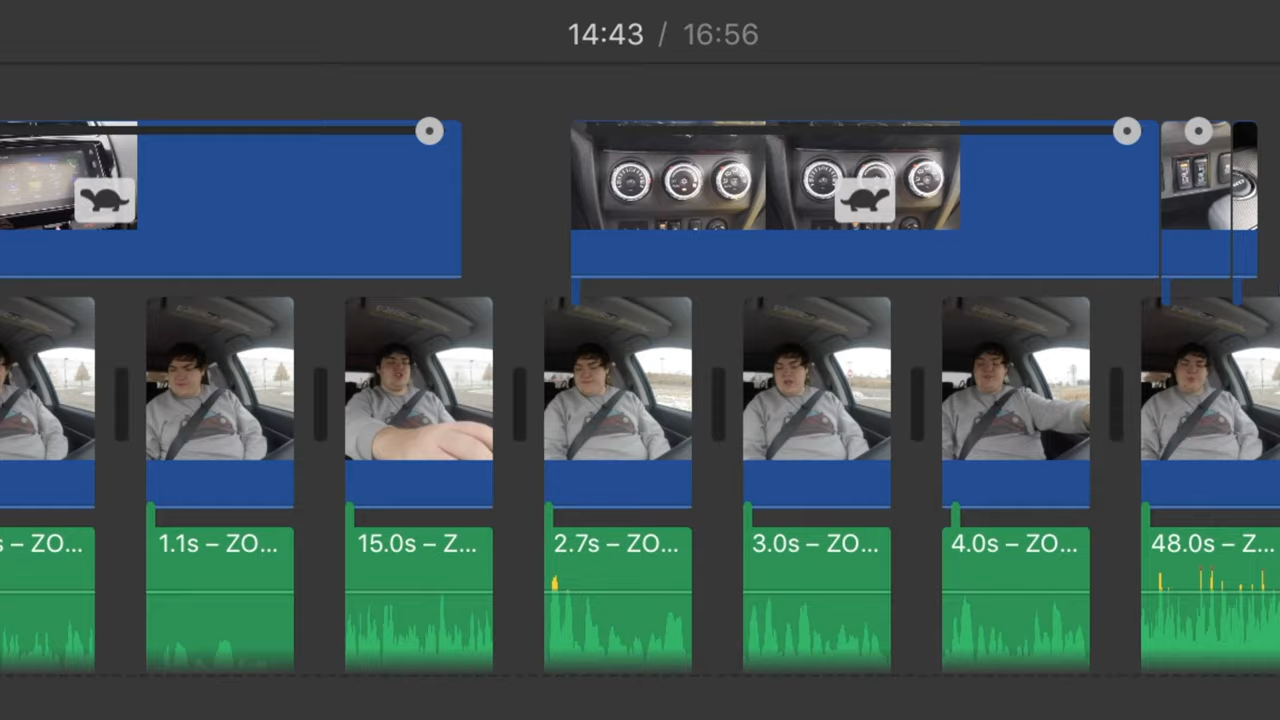 14:43 / 16:56
s – ZO...
1.1s – ZO...
15.0s – Z...
2.7s – ZO...
3.0s – ZO...
4.0s – ZO...
48.0s – Z...